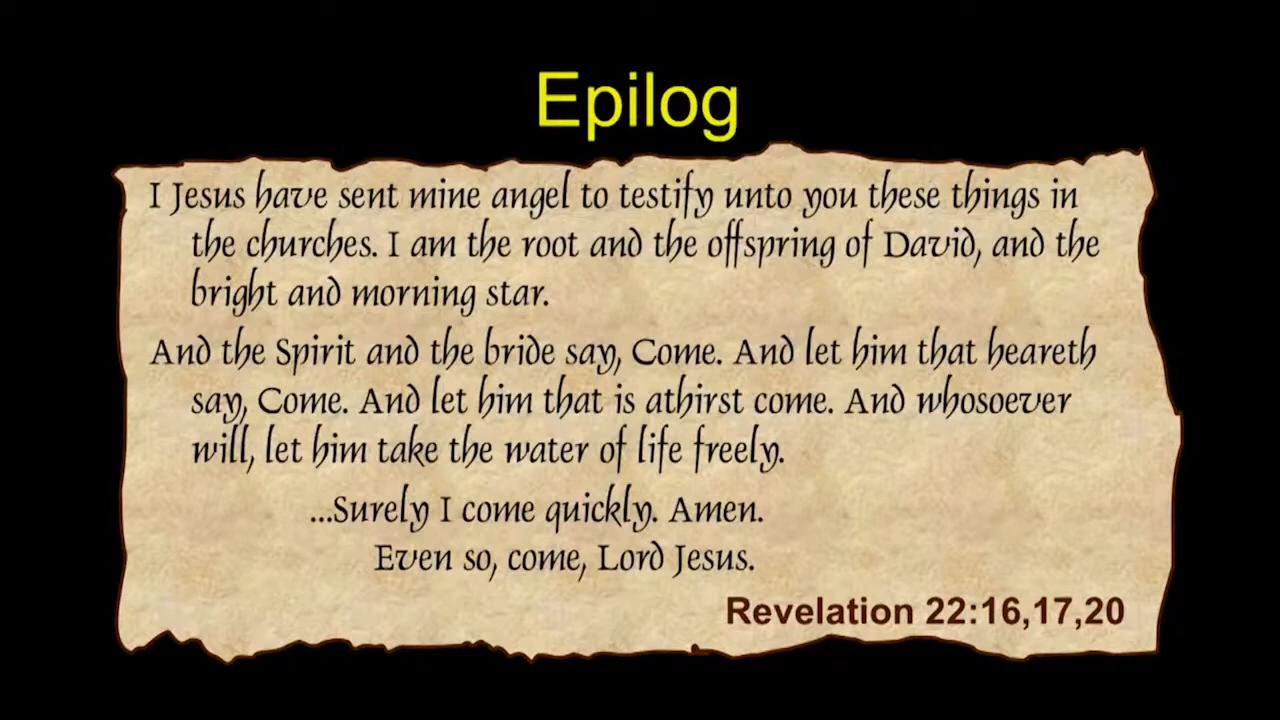 Epilog
I Jesus have sent mine angel to testify unto you these things in
the churches. I am the root and the offspring of David, and the
bright and morning star.
And the Spirit and the bride say, Come. And let him that heareth
say, Come. And let him that is athirst come. And whosoever
will, let him take the water of life freely.
...Surely I come quickly. Amen.
Even so, come, Lord Jesus.
Revelation 22:16,17,20